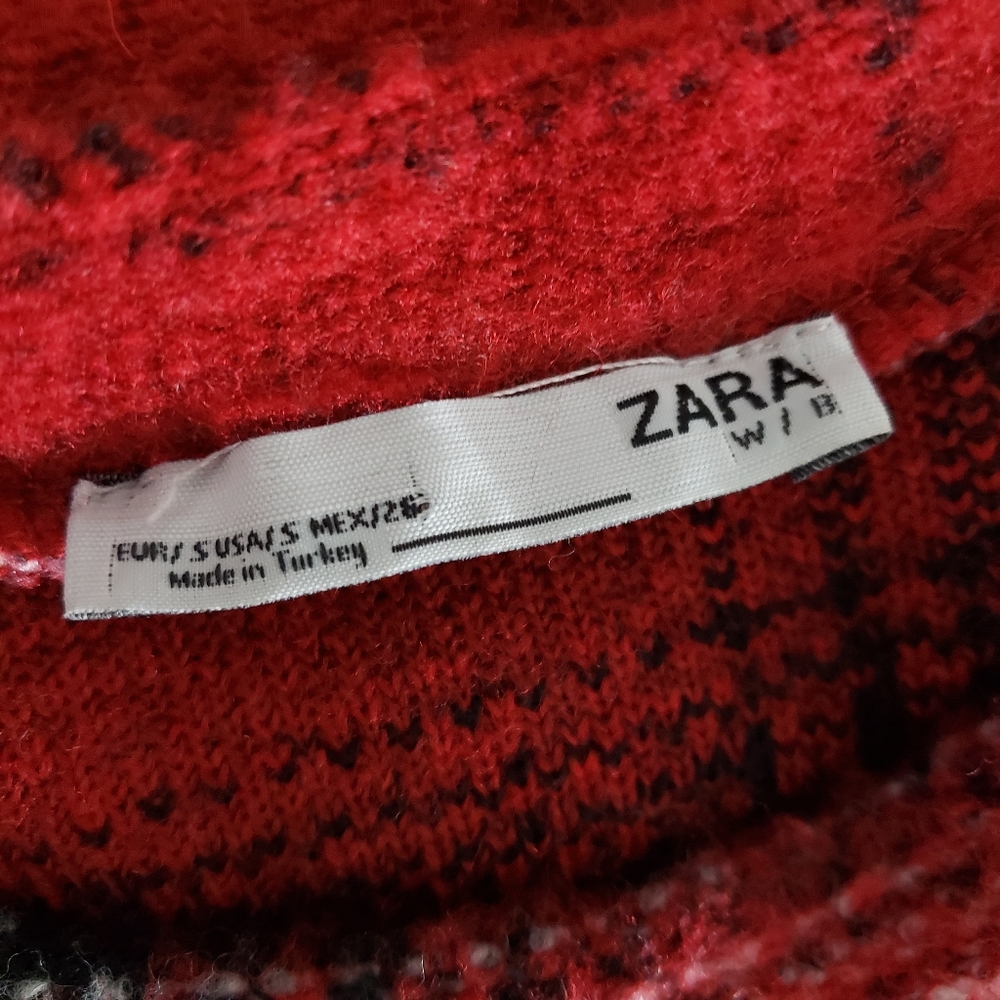 ZARA
W / B
EUR/ S USA/S MEX/26
Made in Turkey